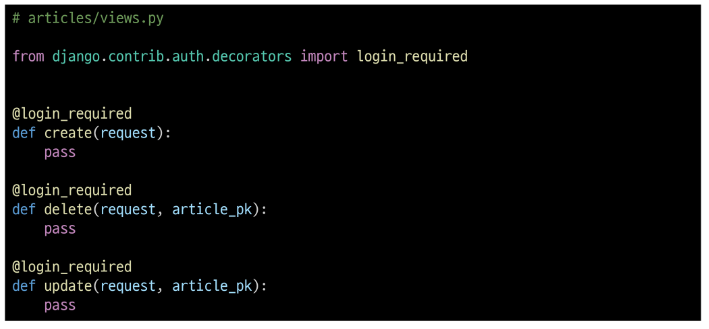 # articles/views.py
from django.contrib.auth.decorators import login_required
@login_required
def create(request):
    pass
@login_required
def delete(request, article_pk):
    pass
@login_required
def update(request, article_pk):
    pass